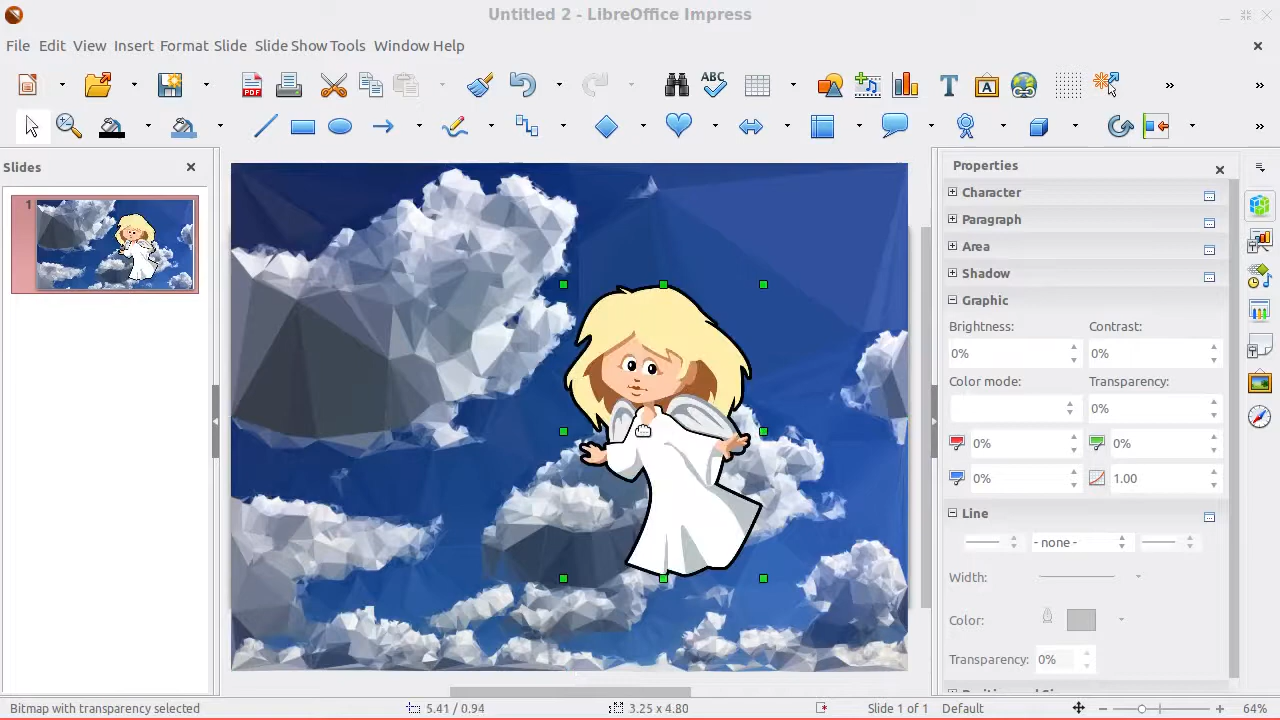 Untitled 2 - LibreOffice Impress
File Edit View Insert Format Slide Slide Show Tools Window Help
PDF ABC T A
Slides
1
Properties
Character
Paragraph
Area
Shadow
Graphic
Brightness: Contrast:
0% 0%
Color mode: Transparency:
0%
0% 0%
0% 1.00
Line
- none -
Width:
Color:
Transparency: 0%
Bitmap with transparency selected 5.41 / 0.94 3.25 x 4.80 Slide 1 of 1 Default 64%